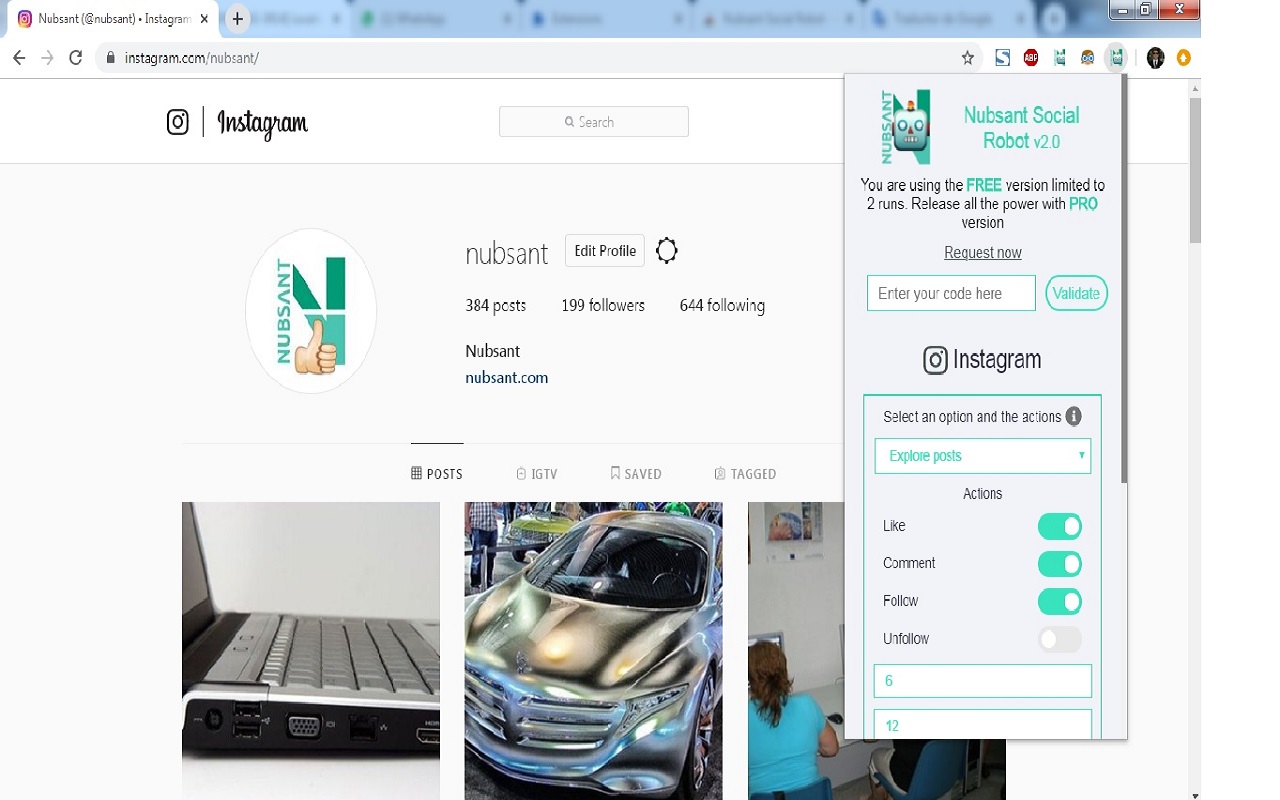 Nubsant (@nubsant) • Instagram
WhatsApp
Extensions
Nubsant Social Robot
Traductor de Google
instagram.com/nubsant/
ABP
Instagram
Search
NUBSANT
nubsant
Edit Profile
384 posts
199 followers
644 following
Nubsant
nubsant.com
POSTS
IGTV
SAVED
TAGGED
HDMI
NUBSANT
Nubsant Social
Robot v2.0
You are using the FREE version limited to
2 runs. Release all the power with PRO
version
Request now
Enter your code here
Validate
Instagram
Select an option and the actions
Explore posts
Actions
Like
Comment
Follow
Unfollow
6
12